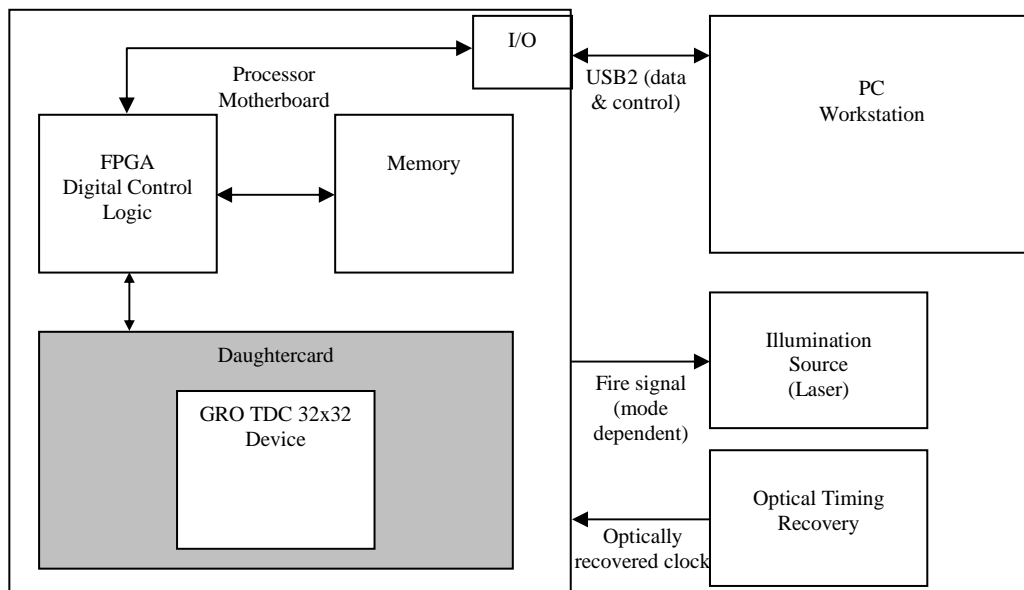 I/O
Processor
Motherboard
USB2 (data
& control)
PC
Workstation
FPGA
Digital Control
Logic
Memory
Daughtercard
GRO TDC 32x32
Device
Fire signal
(mode
dependent)
Illumination
Source
(Laser)
Optically
recovered clock
Optical Timing
Recovery